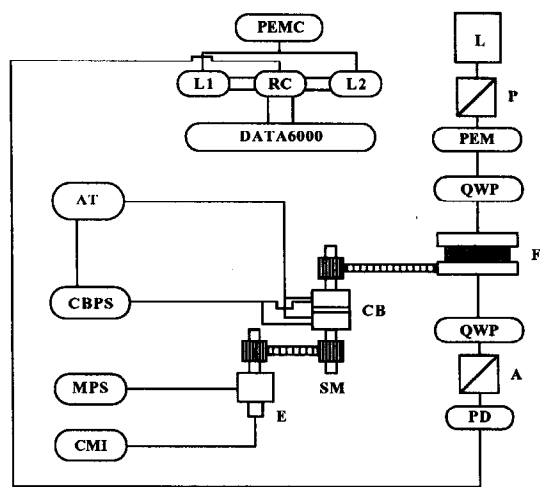 PEMC
L
L1
RC
L2
P
DATA6000
PEM
QWP
AT
F
CBPS
CB
QWP
MPS
SM
A
E
PD
CMI